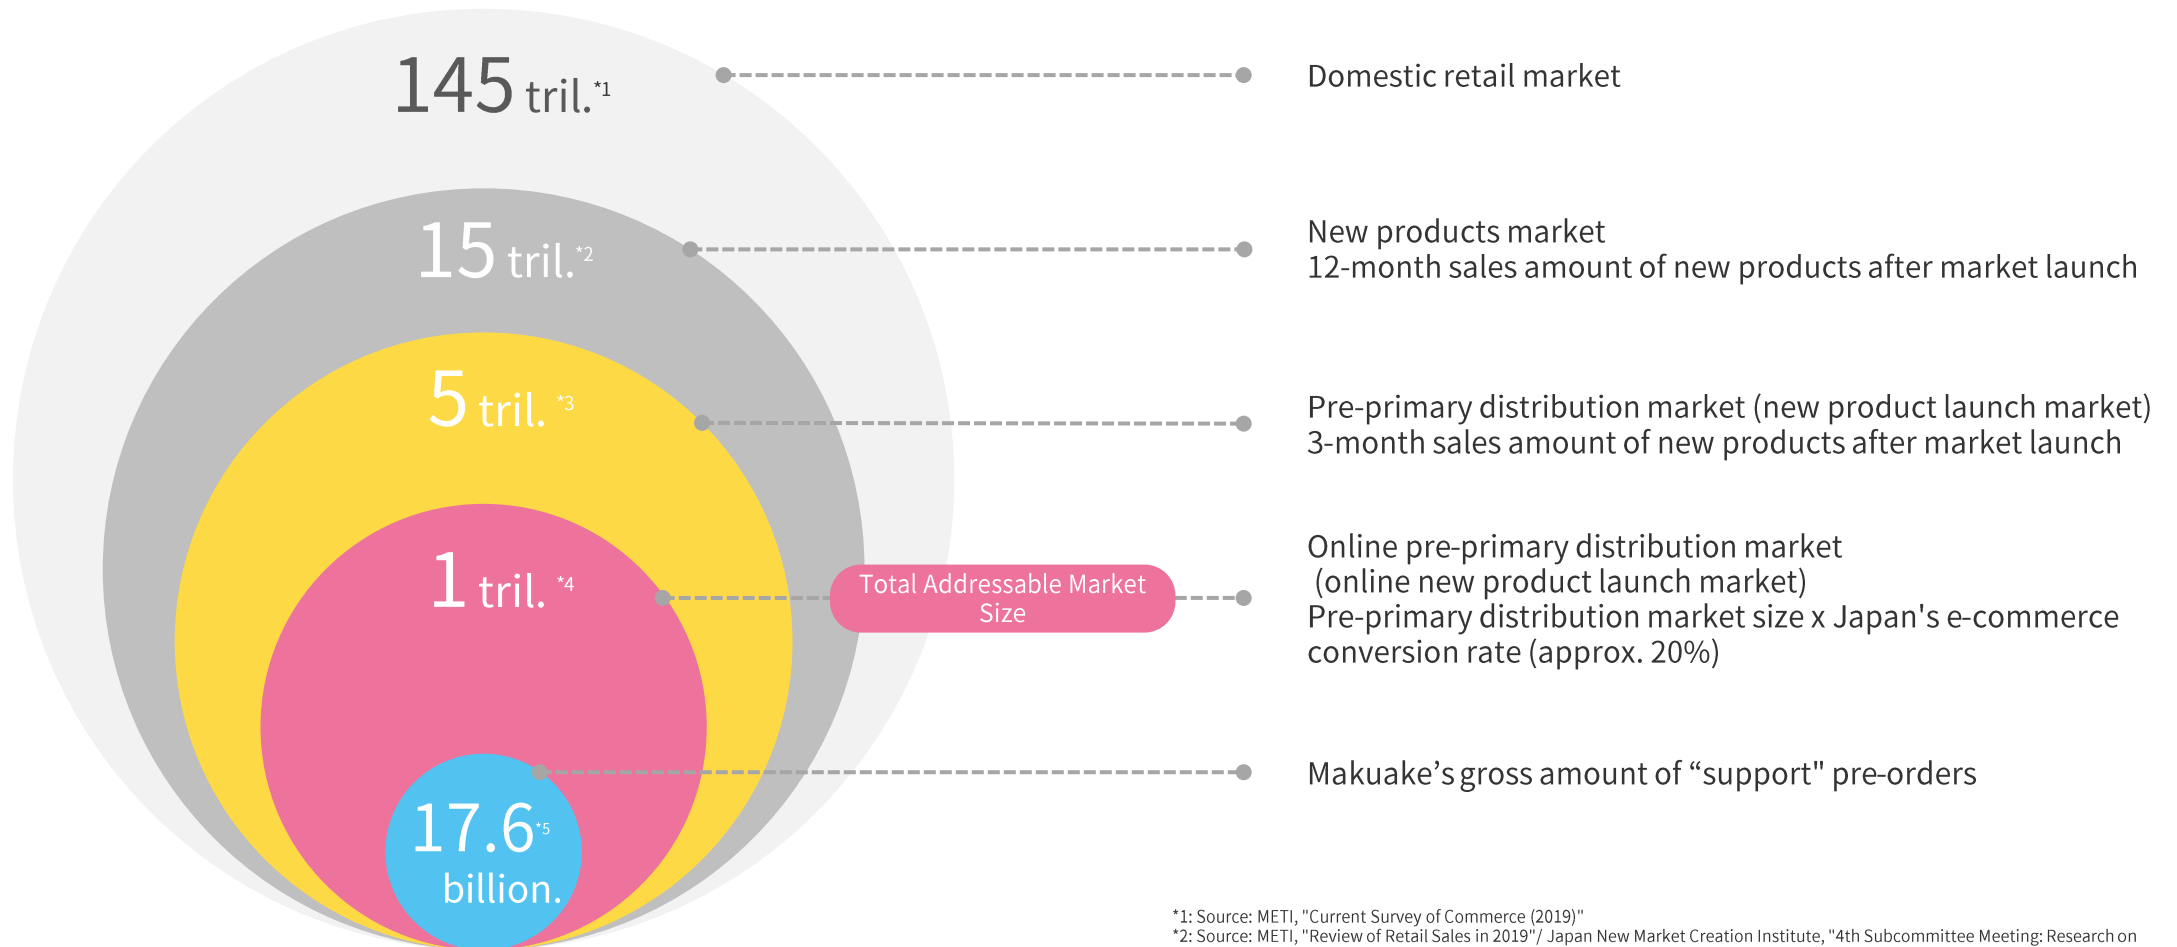 145 tril.*1
Domestic retail market
15 tril.*2
New products market
12-month sales amount of new products after market launch
5 tril. *3
Pre-primary distribution market (new product launch market)
3-month sales amount of new products after market launch
1 tril. *4
Total Addressable Market
Size
Online pre-primary distribution market
(online new product launch market)
Pre-primary distribution market size x Japan's e-commerce
conversion rate (approx. 20%)
17.6*5
billion.
Makuake’s gross amount of “support" pre-orders
*1: Source: METI, "Current Survey of Commerce (2019)"
*2: Source: METI, "Review of Retail Sales in 2019"/ Japan New Market Creation Institute, "4th Subcommittee Meeting: Research on